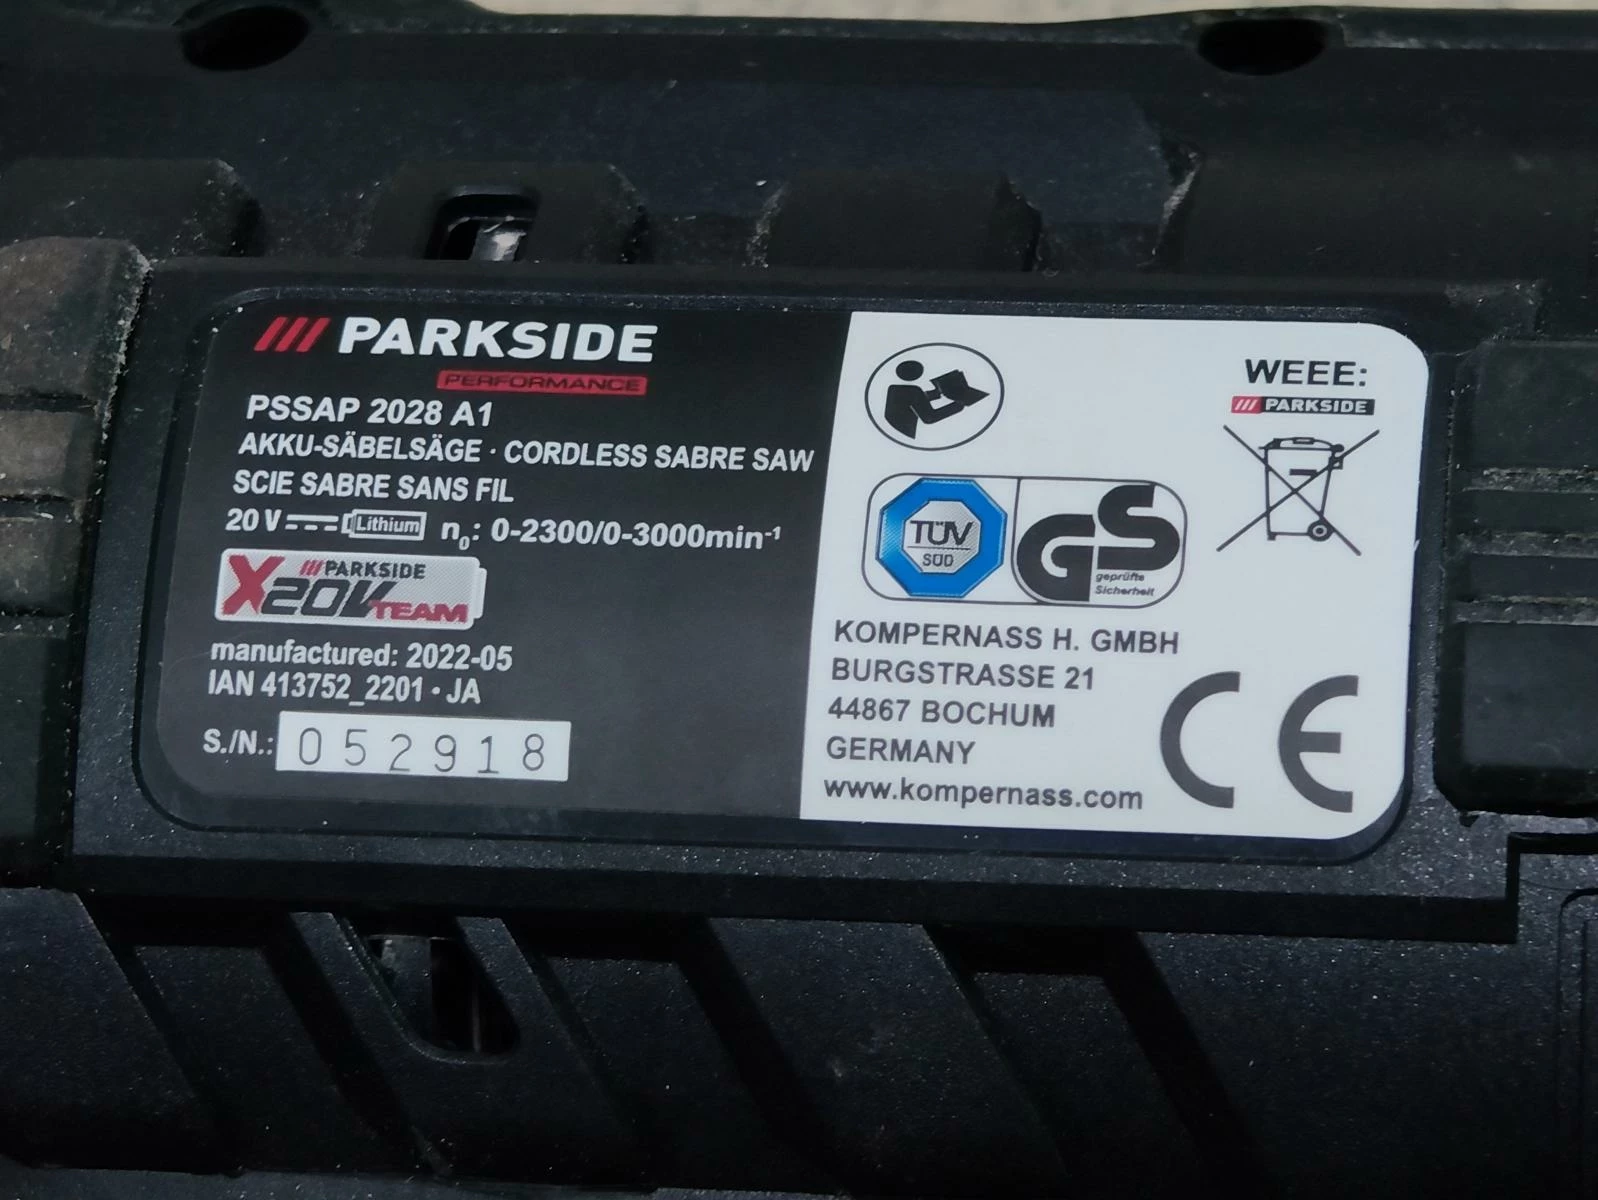 PARKSIDE
PERFORMANCE
PSSAP 2028 A1
AKKU-SÄBELSÄGE · CORDLESS SABRE SAW
SCIE SABRE SANS FIL
20 V Lithium n₀: 0-2300/0-3000min⁻¹
PARKSIDE
X20V TEAM
manufactured: 2022-05
IAN 413752_2201 • JA
S./N.: 052918
WEEE:
PARKSIDE
TÜV
SÜD
GS
geprüfte
Sicherheit
KOMPERNASS H. GMBH
BURGSTRASSE 21
44867 BOCHUM
GERMANY
www.kompernass.com
CE